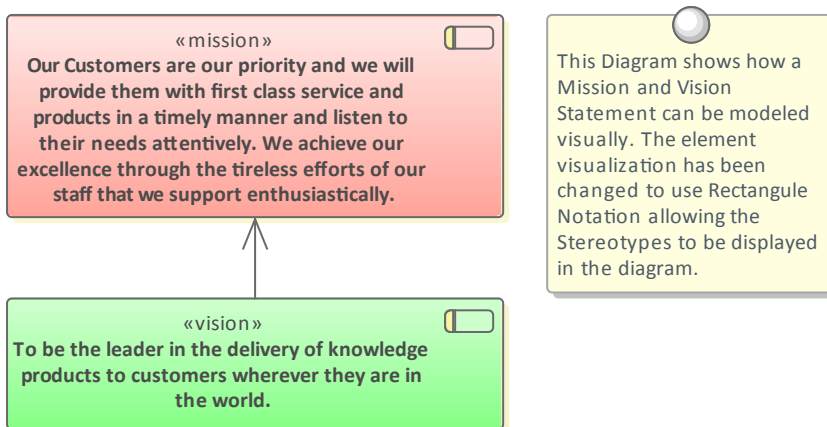 «mission»
Our Customers are our priority and we will
provide them with first class service and
products in a timely manner and listen to
their needs attentively. We achieve our
excellence through the tireless efforts of our
staff that we support enthusiastically.
«vision»
To be the leader in the delivery of knowledge
products to customers wherever they are in
the world.
This Diagram shows how a
Mission and Vision
Statement can be modeled
visually. The element
visualization has been
changed to use Rectangule
Notation allowing the
Stereotypes to be displayed
in the diagram.